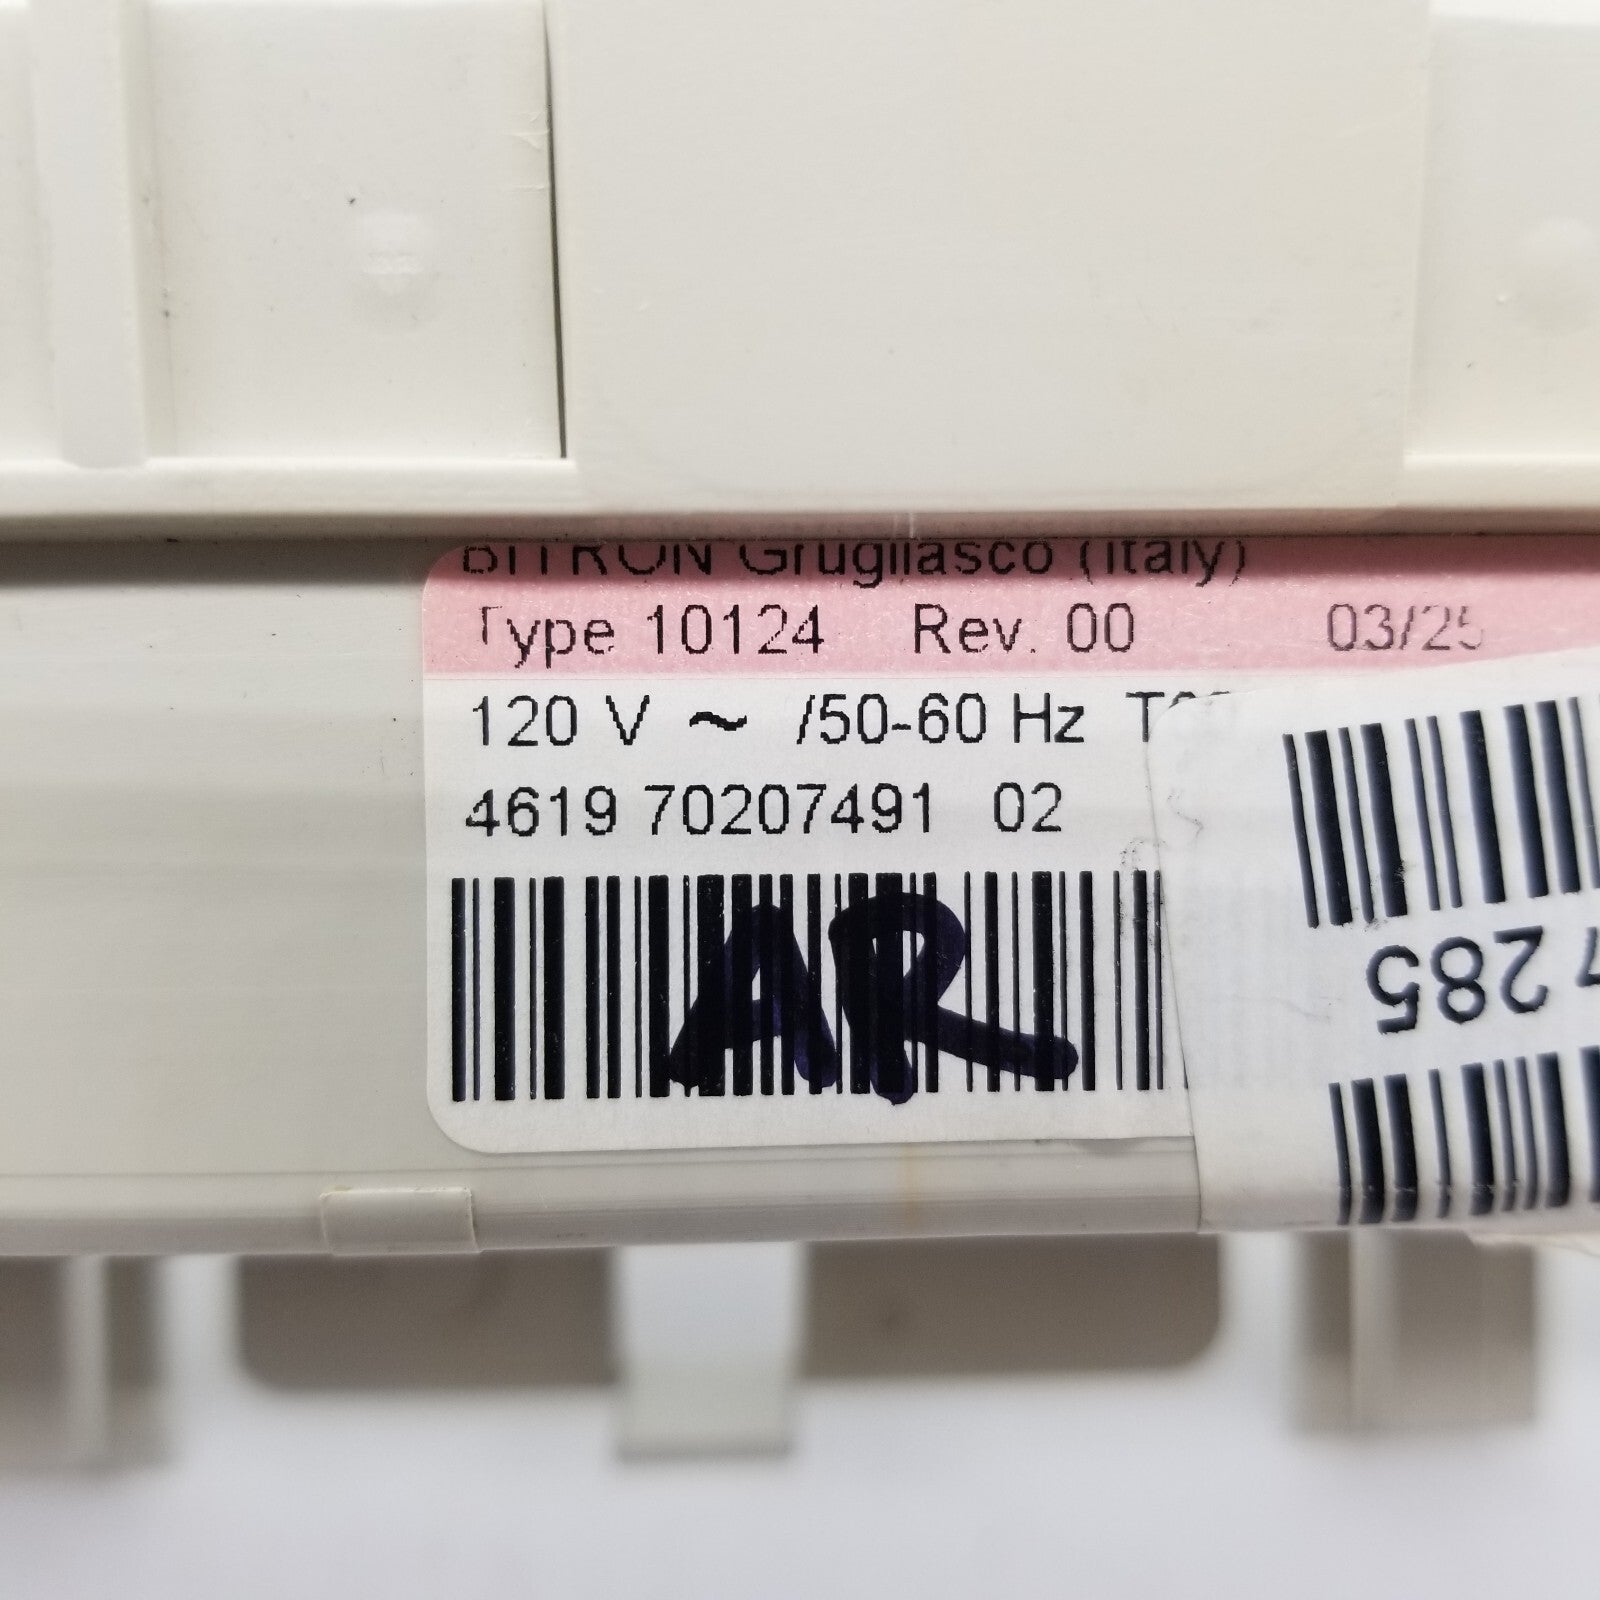 BITRON Grugliasco (Italy)
Type 10124 Rev. 00 03/25
120 V ~ /50-60 Hz
4619 70207491 02
AR
285